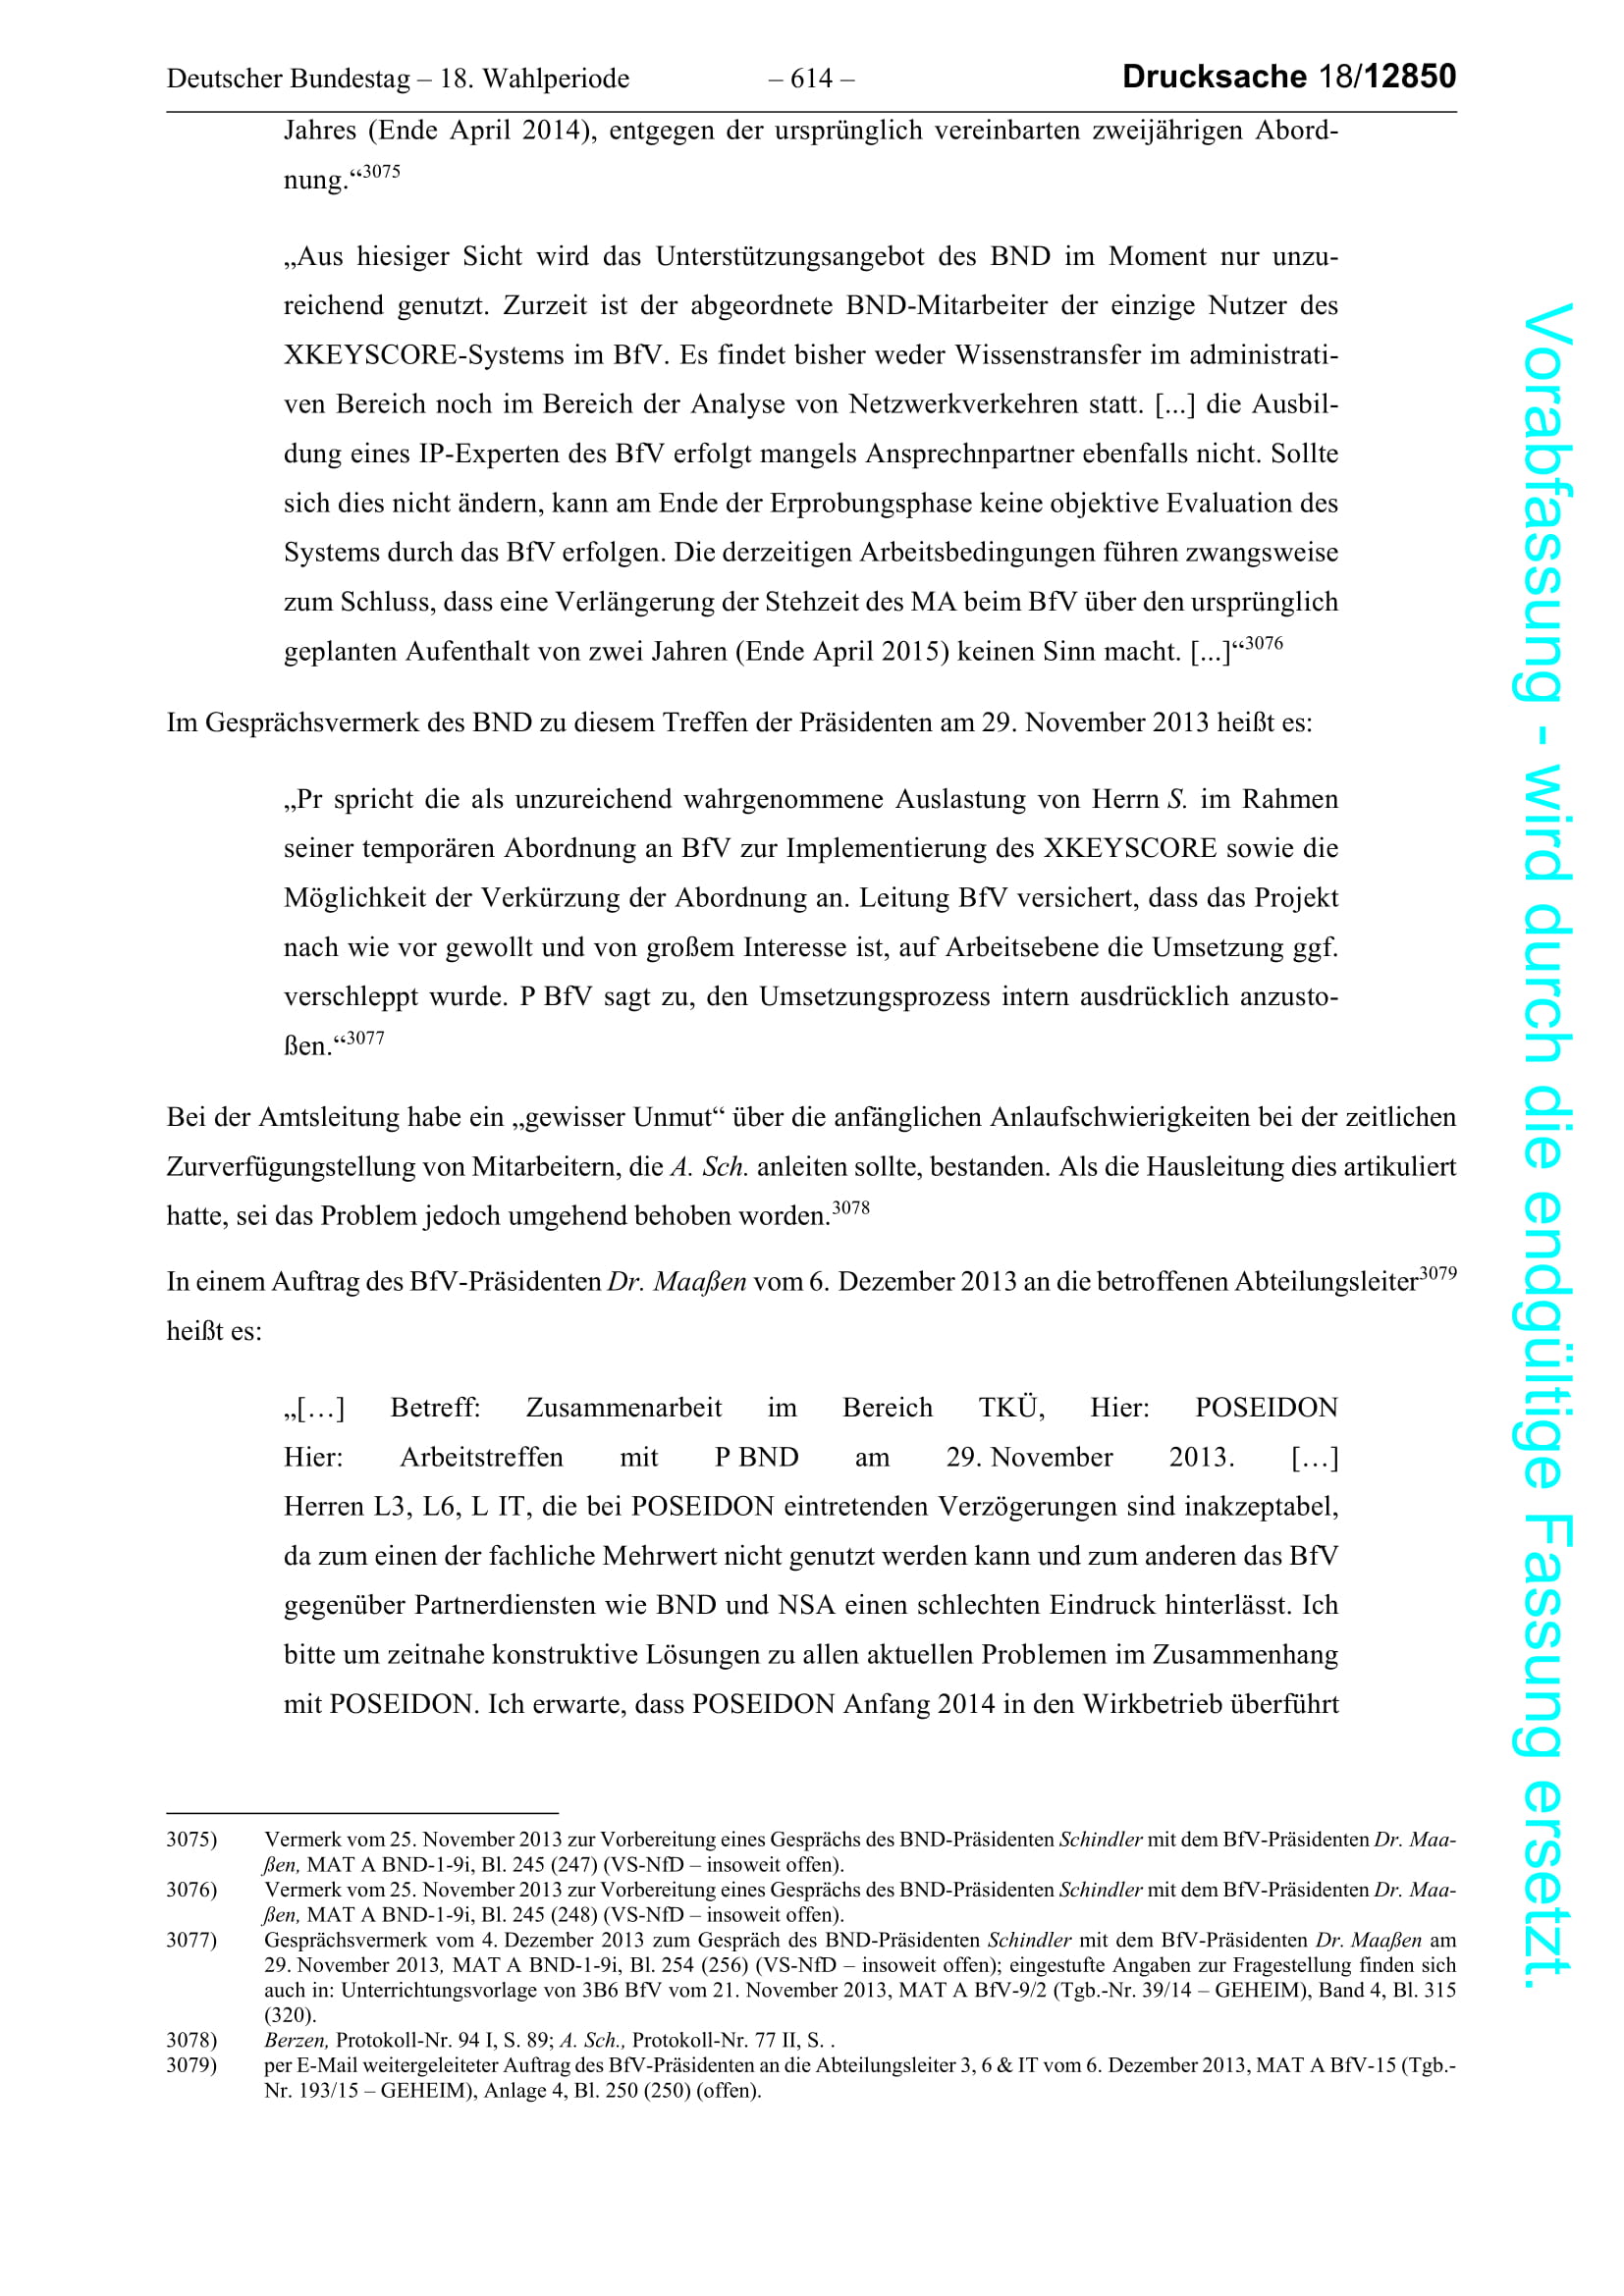 Deutscher Bundestag – 18. Wahlperiode – 614 – Drucksache 18/12850
Jahres (Ende April 2014), entgegen der ursprünglich vereinbarten zweijährigen Abord-
nung.“3075
„Aus hiesiger Sicht wird das Unterstützungsangebot des BND im Moment nur unzu-
reichend genutzt. Zurzeit ist der abgeordnete BND-Mitarbeiter der einzige Nutzer des
XKEYSCORE-Systems im BfV. Es findet bisher weder Wissenstransfer im administrati-
ven Bereich noch im Bereich der Analyse von Netzwerkverkehren statt. [...] die Ausbil-
dung eines IP-Experten des BfV erfolgt mangels Ansprechnpartner ebenfalls nicht. Sollte
sich dies nicht ändern, kann am Ende der Erprobungsphase keine objektive Evaluation des
Systems durch das BfV erfolgen. Die derzeitigen Arbeitsbedingungen führen zwangsweise
zum Schluss, dass eine Verlängerung der Stehzeit des MA beim BfV über den ursprünglich
geplanten Aufenthalt von zwei Jahren (Ende April 2015) keinen Sinn macht. [...]“3076
Im Gesprächsvermerk des BND zu diesem Treffen der Präsidenten am 29. November 2013 heißt es:
„Pr spricht die als unzureichend wahrgenommene Auslastung von Herrn S. im Rahmen
seiner temporären Abordnung an BfV zur Implementierung des XKEYSCORE sowie die
Möglichkeit der Verkürzung der Abordnung an. Leitung BfV versichert, dass das Projekt
nach wie vor gewollt und von großem Interesse ist, auf Arbeitsebene die Umsetzung ggf.
verschleppt wurde. P BfV sagt zu, den Umsetzungsprozess intern ausdrücklich anzusto-
ßen.“3077
Bei der Amtsleitung habe ein „gewisser Unmut“ über die anfänglichen Anlaufschwierigkeiten bei der zeitlichen
Zurverfügungstellung von Mitarbeitern, die A. Sch. anleiten sollte, bestanden. Als die Hausleitung dies artikuliert
hatte, sei das Problem jedoch umgehend behoben worden.3078
In einem Auftrag des BfV-Präsidenten Dr. Maaßen vom 6. Dezember 2013 an die betroffenen Abteilungsleiter3079
heißt es:
„[…] Betreff: Zusammenarbeit im Bereich TKÜ, Hier: POSEIDON
Hier: Arbeitstreffen mit P BND am 29. November 2013. […]
Herren L3, L6, L IT, die bei POSEIDON eintretenden Verzögerungen sind inakzeptabel,
da zum einen der fachliche Mehrwert nicht genutzt werden kann und zum anderen das BfV
gegenüber Partnerdiensten wie BND und NSA einen schlechten Eindruck hinterlässt. Ich
bitte um zeitnahe konstruktive Lösungen zu allen aktuellen Problemen im Zusammenhang
mit POSEIDON. Ich erwarte, dass POSEIDON Anfang 2014 in den Wirkbetrieb überführt
3075) Vermerk vom 25. November 2013 zur Vorbereitung eines Gesprächs des BND-Präsidenten Schindler mit dem BfV-Präsidenten Dr. Maa-
ßen, MAT A BND-1-9i, Bl. 245 (247) (VS-NfD – insoweit offen).
3076) Vermerk vom 25. November 2013 zur Vorbereitung eines Gesprächs des BND-Präsidenten Schindler mit dem BfV-Präsidenten Dr. Maa-
ßen, MAT A BND-1-9i, Bl. 245 (248) (VS-NfD – insoweit offen).
3077) Gesprächsvermerk vom 4. Dezember 2013 zum Gespräch des BND-Präsidenten Schindler mit dem BfV-Präsidenten Dr. Maaßen am
29. November 2013, MAT A BND-1-9i, Bl. 254 (256) (VS-NfD – insoweit offen); eingestufte Angaben zur Fragestellung finden sich
auch in: Unterrichtungsvorlage von 3B6 BfV vom 21. November 2013, MAT A BfV-9/2 (Tgb.-Nr. 39/14 – GEHEIM), Band 4, Bl. 315
(320).
3078) Berzen, Protokoll-Nr. 94 I, S. 89; A. Sch., Protokoll-Nr. 77 II, S. .
3079) per E-Mail weitergeleiteter Auftrag des BfV-Präsidenten an die Abteilungsleiter 3, 6 & IT vom 6. Dezember 2013, MAT A BfV-15 (Tgb.-
Nr. 193/15 – GEHEIM), Anlage 4, Bl. 250 (250) (offen).
Vorabfassung - wird durch die endgültige Fassung ersetzt.